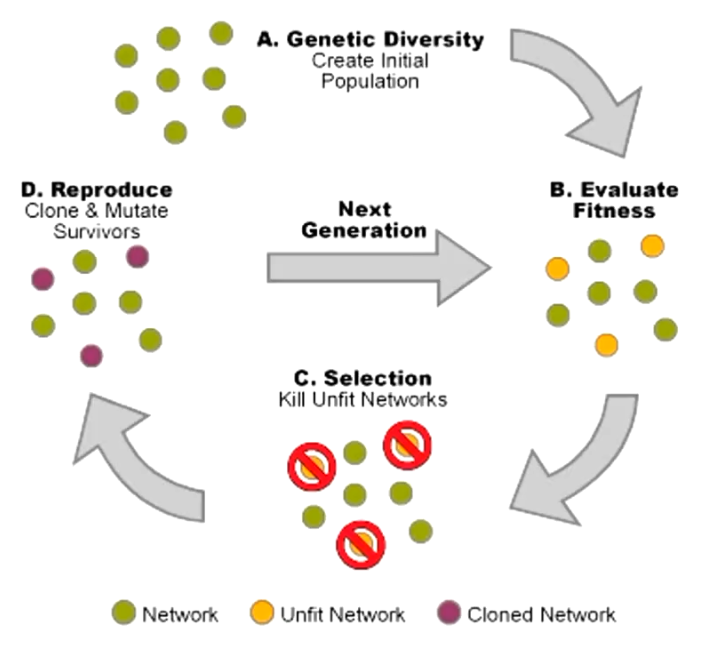 A. Genetic Diversity
Create Initial
Population
D. Reproduce
Clone & Mutate
Survivors
Next
Generation
B. Evaluate
Fitness
C. Selection
Kill Unfit Networks
Network
Unfit Network
Cloned Network